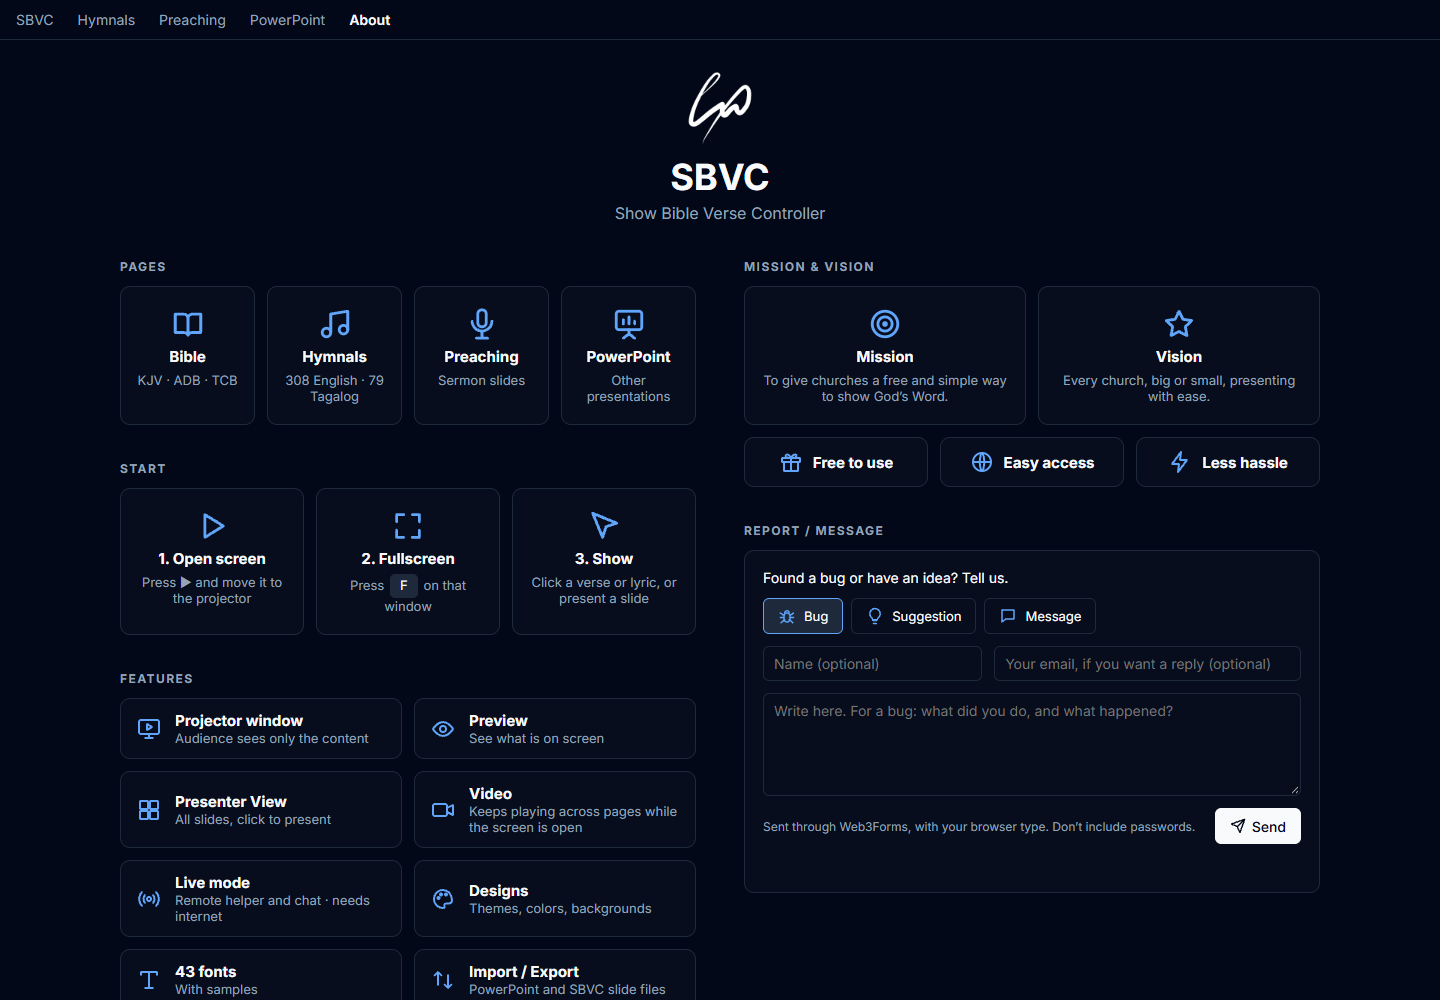 SBVC
Hymnals
Preaching
PowerPoint
About
SBVC
Show Bible Verse Controller
PAGES
Bible
KJV · ADB · TCB
Hymnals
308 English · 79
Tagalog
Preaching
Sermon slides
PowerPoint
Other
presentations
START
1. Open screen
Press ▶ and move it to
the projector
2. Fullscreen
Press F on that
window
3. Show
Click a verse or lyric, or
present a slide
FEATURES
Projector window
Audience sees only the content
Preview
See what is on screen
Presenter View
All slides, click to present
Video
Keeps playing across pages while
the screen is open
Live mode
Remote helper and chat · needs
internet
Designs
Themes, colors, backgrounds
43 fonts
With samples
Import / Export
PowerPoint and SBVC slide files
MISSION & VISION
Mission
To give churches a free and simple way
to show God’s Word.
Vision
Every church, big or small, presenting
with ease.
Free to use
Easy access
Less hassle
REPORT / MESSAGE
Found a bug or have an idea? Tell us.
Bug
Suggestion
Message
Name (optional)
Your email, if you want a reply (optional)
Write here. For a bug: what did you do, and what happened?
Sent through Web3Forms, with your browser type. Don’t include passwords.
Send